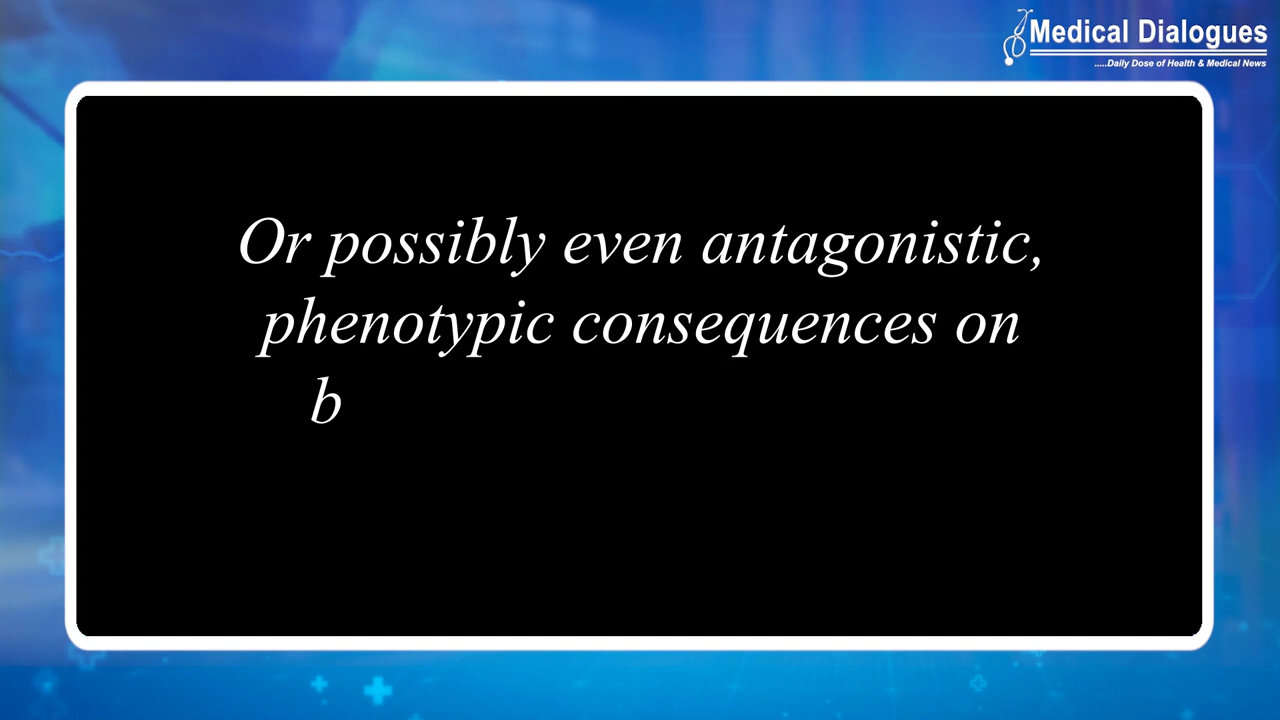 Medical Dialogues
.....Daily Dose of Health & Medical News
Or possibly even antagonistic,
phenotypic consequences on
b